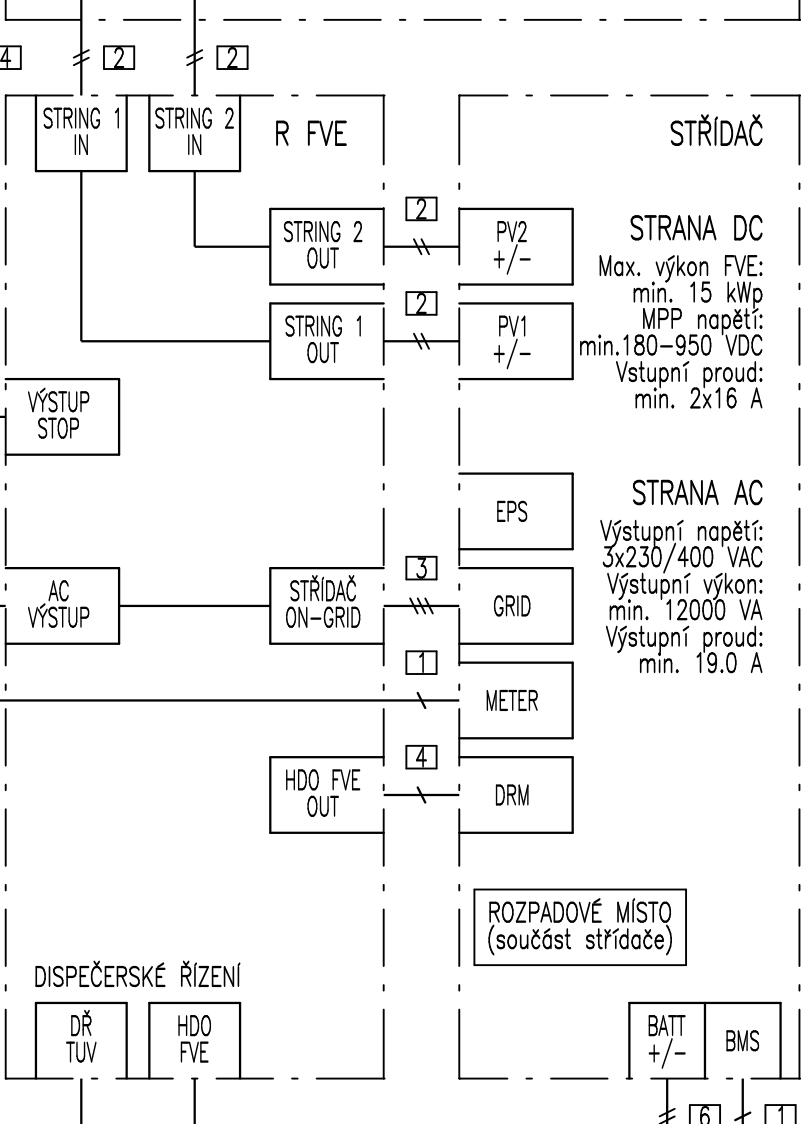 4
2
2
STRING 1
IN
STRING 2
IN
R FVE
STŘÍDAČ
STRING 2
OUT
2
PV2
+/−
STRANA DC
Max. výkon FVE:
min. 15 kWp
MPP napětí:
min.180−950 VDC
Vstupní proud:
min. 2x16 A
STRING 1
OUT
2
PV1
+/−
VÝSTUP
STOP
EPS
STRANA AC
Výstupní napětí:
3x230/400 VAC
Výstupní výkon:
min. 12000 VA
Výstupní proud:
min. 19.0 A
AC
VÝSTUP
STŘÍDAČ
ON−GRID
3
GRID
1
METER
HDO FVE
OUT
4
DRM
ROZPADOVÉ MÍSTO
(součást střídače)
DISPEČERSKÉ ŘÍZENÍ
DŘ
TUV
HDO
FVE
BATT
+/−
BMS
6
1